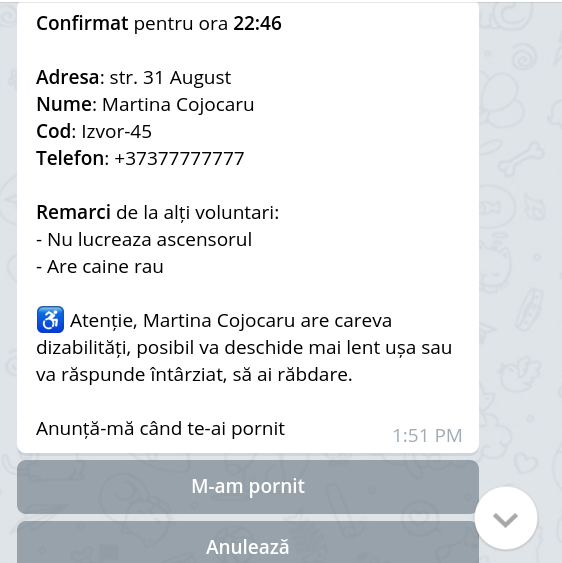 Confirmat pentru ora 22:46
Adresa: str. 31 August
Nume: Martina Cojocaru
Cod: Izvor-45
Telefon: +37377777777
Remarci de la alți voluntari:
- Nu lucreaza ascensorul
- Are caine rau
♿ Atenție, Martina Cojocaru are careva
dizabilități, posibil va deschide mai lent ușa sau
va răspunde întârziat, să ai răbdare.
Anunță-mă când te-ai pornit
1:51 PM
M-am pornit
Anulează